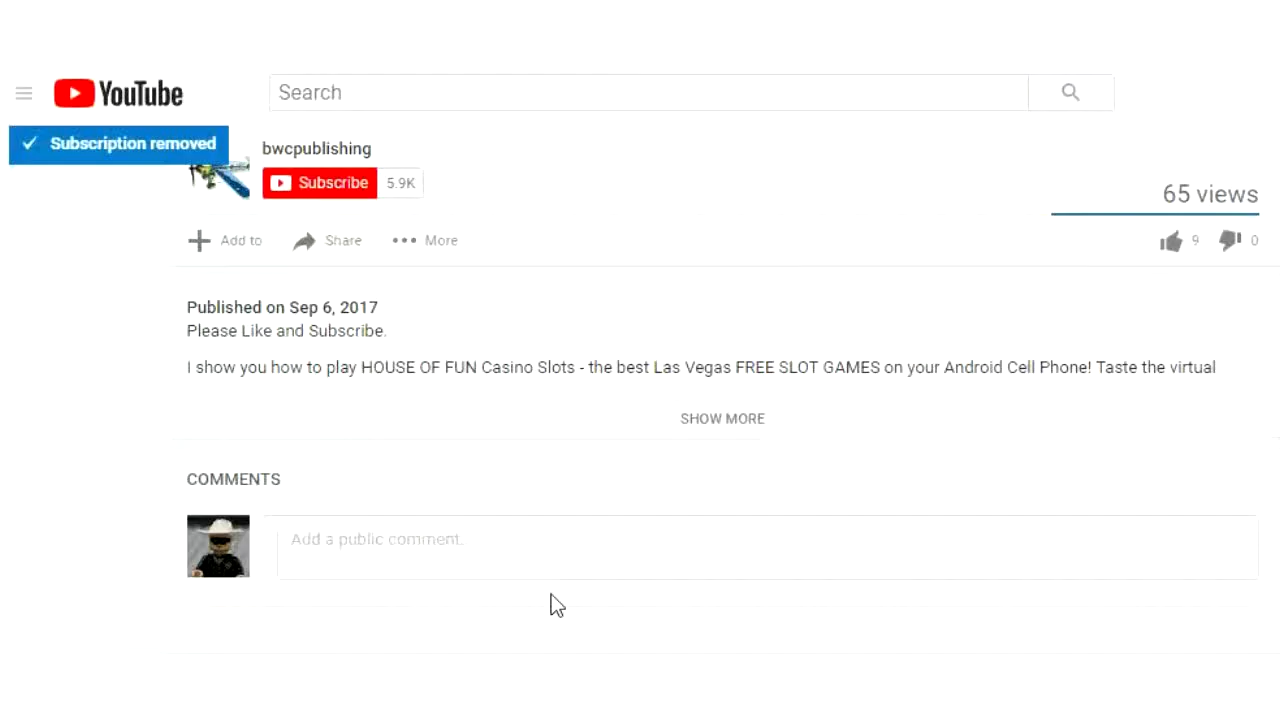 YouTube
Search
Subscription removed
bwcpublishing
Subscribe 5.9K
65 views
Add to Share More
9 0
Published on Sep 6, 2017
Please Like and Subscribe.
I show you how to play HOUSE OF FUN Casino Slots - the best Las Vegas FREE SLOT GAMES on your Android Cell Phone! Taste the virtual
SHOW MORE
COMMENTS
Add a public comment.